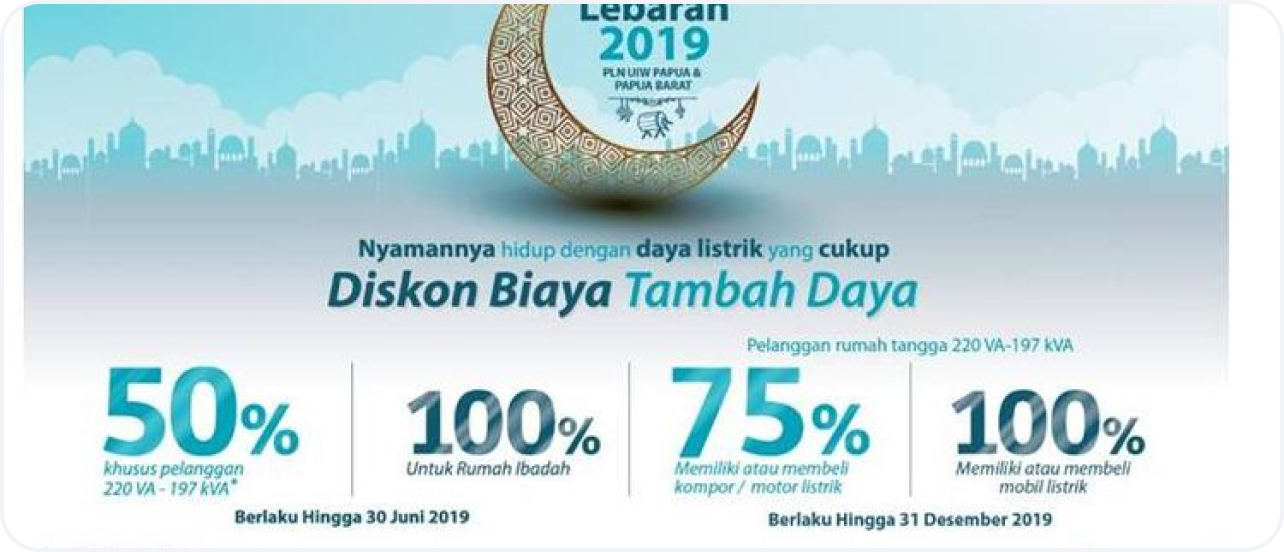 Lebaran
2019
PLN UIW PAPUA &
PAPUA BARAT
Nyamannya hidup dengan daya listrik yang cukup
Diskon Biaya Tambah Daya
50%
khusus pelanggan
220 VA - 197 kVA*
100%
Untuk Rumah Ibadah
Berlaku Hingga 30 Juni 2019
Pelanggan rumah tangga 220 VA-197 kVA
75%
Memiliki atau membeli
kompor / motor listrik
100%
Memiliki atau membeli
mobil listrik
Berlaku Hingga 31 Desember 2019